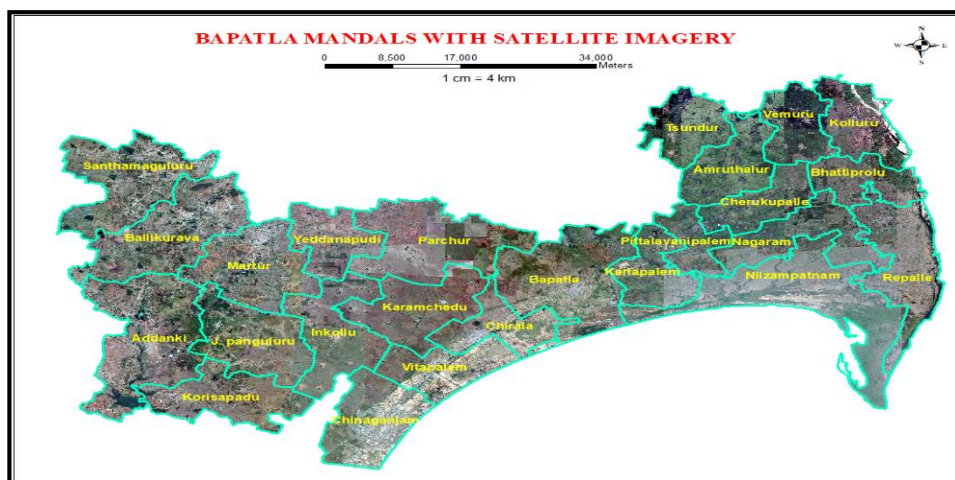 BAPATLA MANDALS WITH SATELLITE IMAGERY
N
W E
S
0 8,500 17,000 34,000
Meters
1 cm = 4 km
Tsundur
Vemuru
Kolluru
Santhamaguluru
Amruthalur
Bhattiprolu
Cherukupalle
Ballikurava
Yeddanapudi
Parchur
Pittalavanipalem
Nagaram
Martur
Bapatla
Karlapalem
Niizampatnam
Repalle
Karamchedu
Addanki
J. panguluru
Inkollu
Chirala
Vitapalem
Korisapadu
Chinaganjam